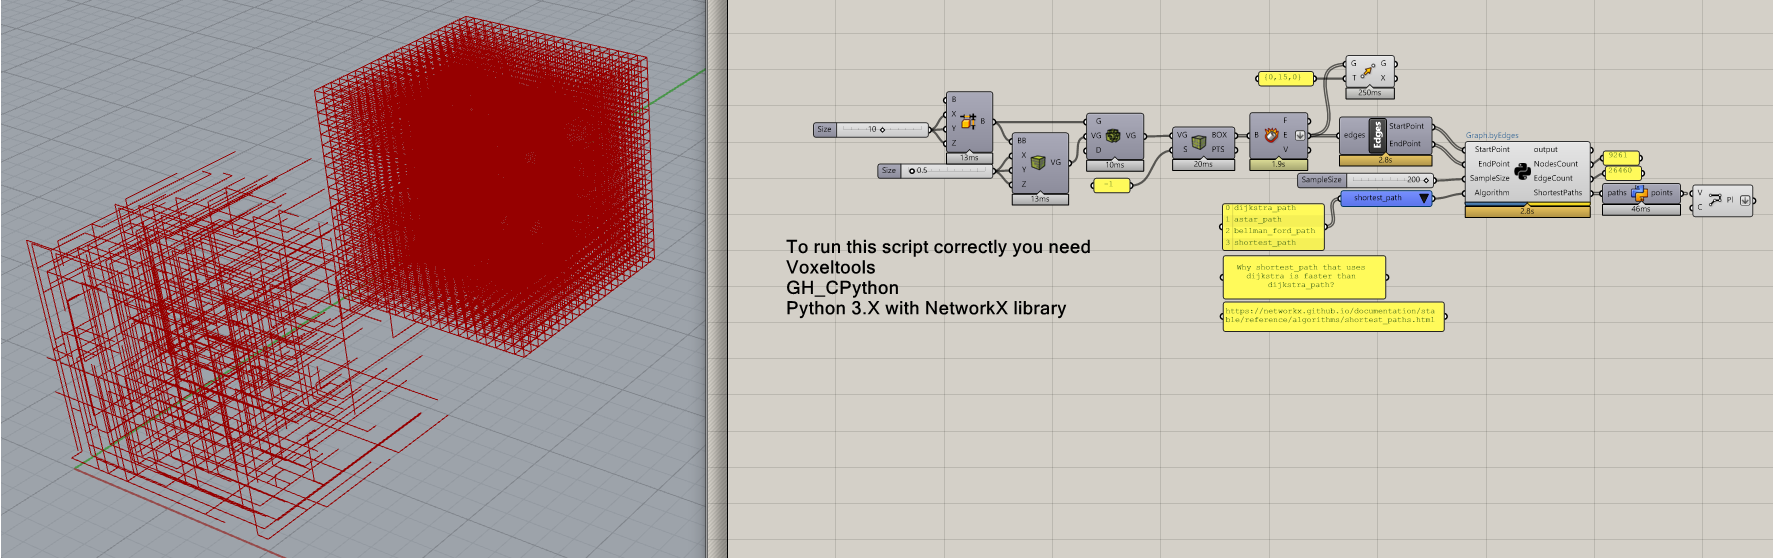 {0,15,0}
G G
T X
250ms
Size 10
B
X B
Y
Z
13ms
Size 0.5
BB
X VG
Y
Z
13ms
G
VG VG
D
10ms
-1
VG BOX
S PTS
20ms
F
B E
V
1.9s
edges Edges StartPoint
EndPoint
2.8s
Graph.byEdges
StartPoint output
EndPoint NodesCount
SampleSize EdgeCount
Algorithm ShortestPaths
2.8s
SampleSize 200
shortest_path
0 dijkstra_path
1 astar_path
2 bellman_ford_path
3 shortest_path
9261
26460
paths points
46ms
V Pl
C
Why shortest_path that uses
dijkstra is faster than
dijkstra_path?
https://networkx.github.io/documentation/sta
ble/reference/algorithms/shortest_paths.html
To run this script correctly you need
Voxeltools
GH_CPython
Python 3.X with NetworkX library